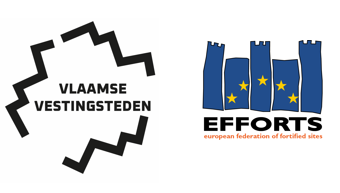 VLAAMSE
VESTINGSTEDEN
EFFORTS
european federation of fortified sites